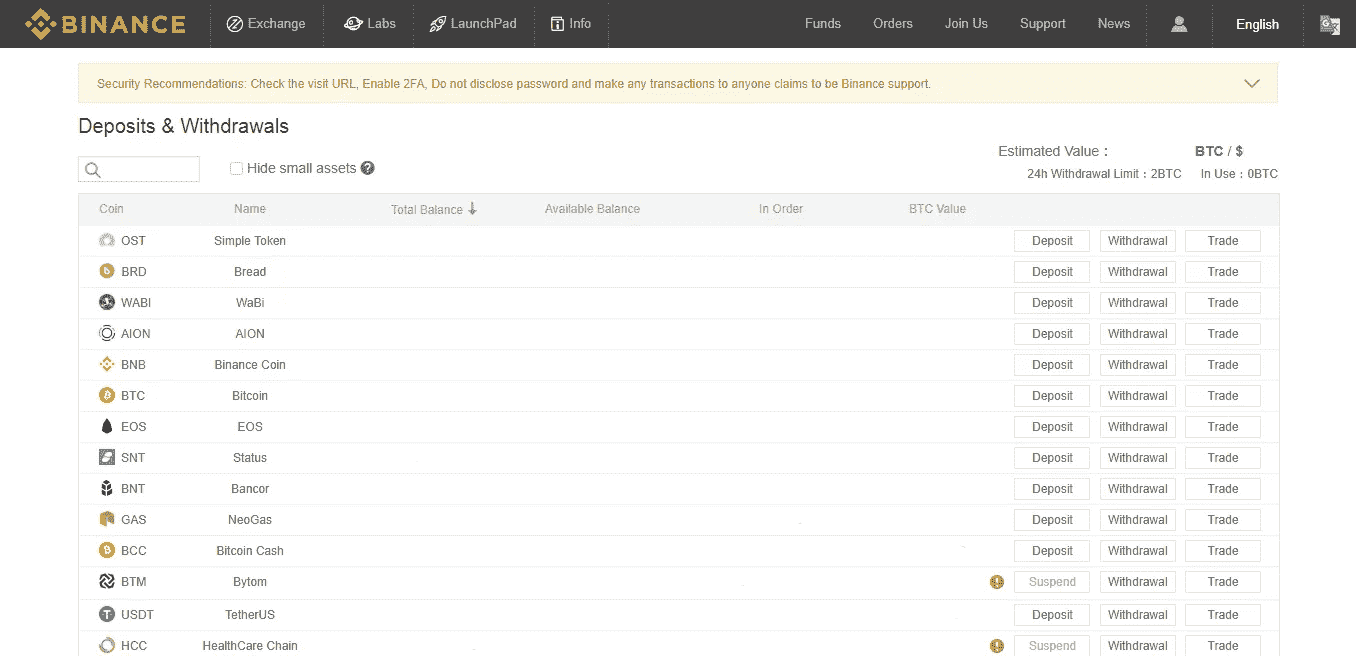 BINANCE Exchange Labs LaunchPad Info Funds Orders Join Us Support News English
Security Recommendations: Check the visit URL, Enable 2FA, Do not disclose password and make any transactions to anyone claims to be Binance support.
Deposits & Withdrawals
Estimated Value : BTC / $
Hide small assets ?
24h Withdrawal Limit : 2BTC In Use : 0BTC
Coin Name Total Balance Available Balance In Order BTC Value
OST Simple Token Deposit Withdrawal Trade
BRD Bread Deposit Withdrawal Trade
WABI WaBi Deposit Withdrawal Trade
AION AION Deposit Withdrawal Trade
BNB Binance Coin Deposit Withdrawal Trade
BTC Bitcoin Deposit Withdrawal Trade
EOS EOS Deposit Withdrawal Trade
SNT Status Deposit Withdrawal Trade
BNT Bancor Deposit Withdrawal Trade
GAS NeoGas Deposit Withdrawal Trade
BCC Bitcoin Cash Deposit Withdrawal Trade
BTM Bytom Suspend Withdrawal Trade
USDT TetherUS Deposit Withdrawal Trade
HCC HealthCare Chain Suspend Withdrawal Trade